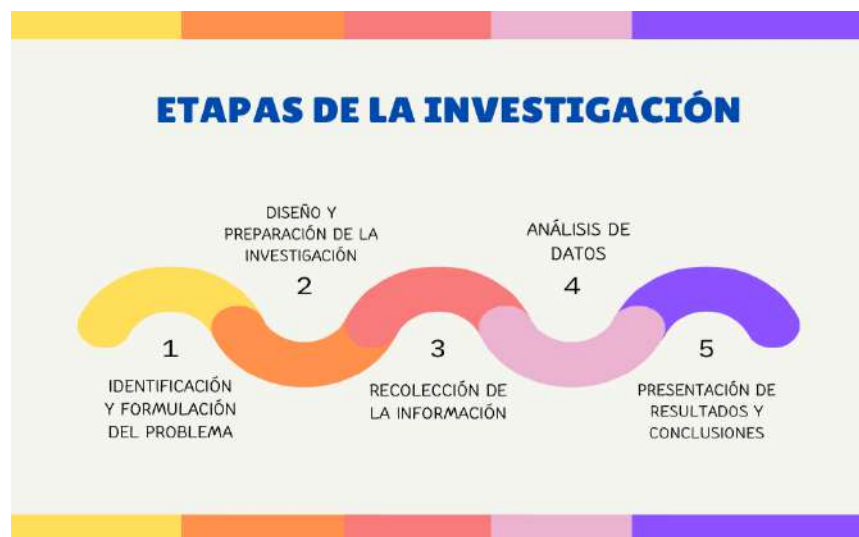 ETAPAS DE LA INVESTIGACIÓN
1
IDENTIFICACIÓN
Y FORMULACIÓN
DEL PROBLEMA
DISEÑO Y
PREPARACIÓN DE LA
INVESTIGACIÓN
2
3
RECOLECCIÓN DE
LA INFORMACIÓN
ANÁLISIS DE
DATOS
4
5
PRESENTACIÓN DE
RESULTADOS Y
CONCLUSIONES